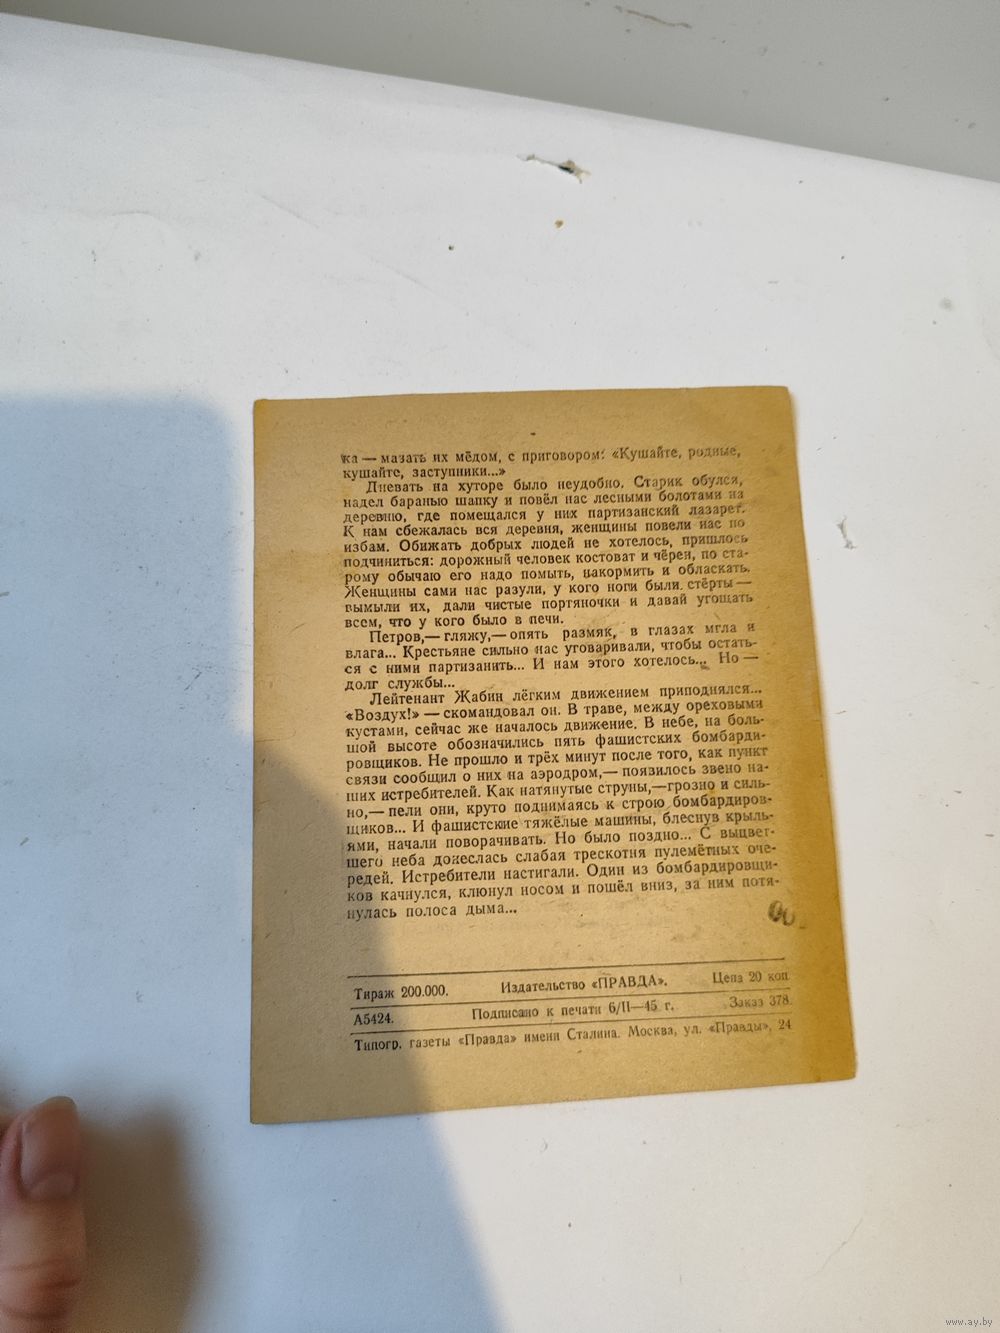 ка — мазать их мёдом, с приговором: «Кушайте, родные,
кушайте, заступники...»
Дневать на хуторе было неудобно. Старик обулся,
надел баранью шапку и повёл нас лесными болотами на
деревню, где помещался у них партизанский лазарет.
К нам сбежалась вся деревня, женщины повели нас по
избам. Обижать добрых людей не хотелось, пришлось
подчиниться: дорожный человек костоват и чёрен, по ста-
рому обычаю его надо помыть, накормить и обласкать.
Женщины сами нас разули, у кого ноги были стёрты —
вымыли их, дали чистые портяночки и давай угощать
всем, что у кого было в печи.
Петров,— гляжу,— опять размяк, в глазах мгла и
влага... Крестьяне сильно нас уговаривали, чтобы остать-
ся с ними партизанить... И нам этого хотелось... Но —
долг службы...
Лейтенант Жабин лёгким движением приподнялся...
«Воздух!» — скомандовал он. В траве, между ореховыми
кустами, сейчас же началось движение. В небе, на боль-
шой высоте обозначились пять фашистских бомбарди-
ровщиков. Не прошло и трёх минут после того, как пункт
связи сообщил о них на аэродром,— появилось звено на-
ших истребителей. Как натянутые струны,—грозно и силь-
но,— пели они, круто поднимаясь к строю бомбардиров-
щиков... И фашистские тяжёлые машины, блеснув крыль-
ями, начали поворачивать. Но было поздно... С выцвет-
шего неба донеслась слабая трескотня пулемётных оче-
редей. Истребители настигали. Один из бомбардировщи-
ков качнулся, клюнул носом и пошёл вниз, за ним потя-
нулась полоса дыма...
Тираж 200.000. Издательство «ПРАВДА». Цена 20 коп
А5424. Подписано к печати 6/II—45 г. Заказ 378
Типогр. газеты «Правда» имени Сталина. Москва, ул. «Правды», 24
www.ay.by